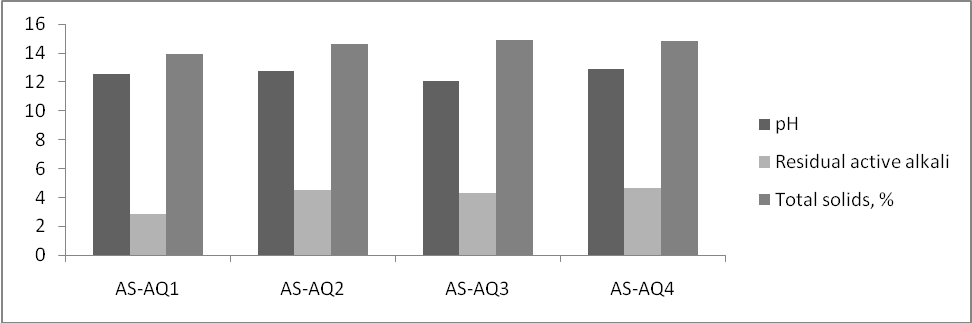 16
14
12
10
8
6
4
2
0
AS-AQ1 AS-AQ2 AS-AQ3 AS-AQ4
pH
Residual active alkali
Total solids, %